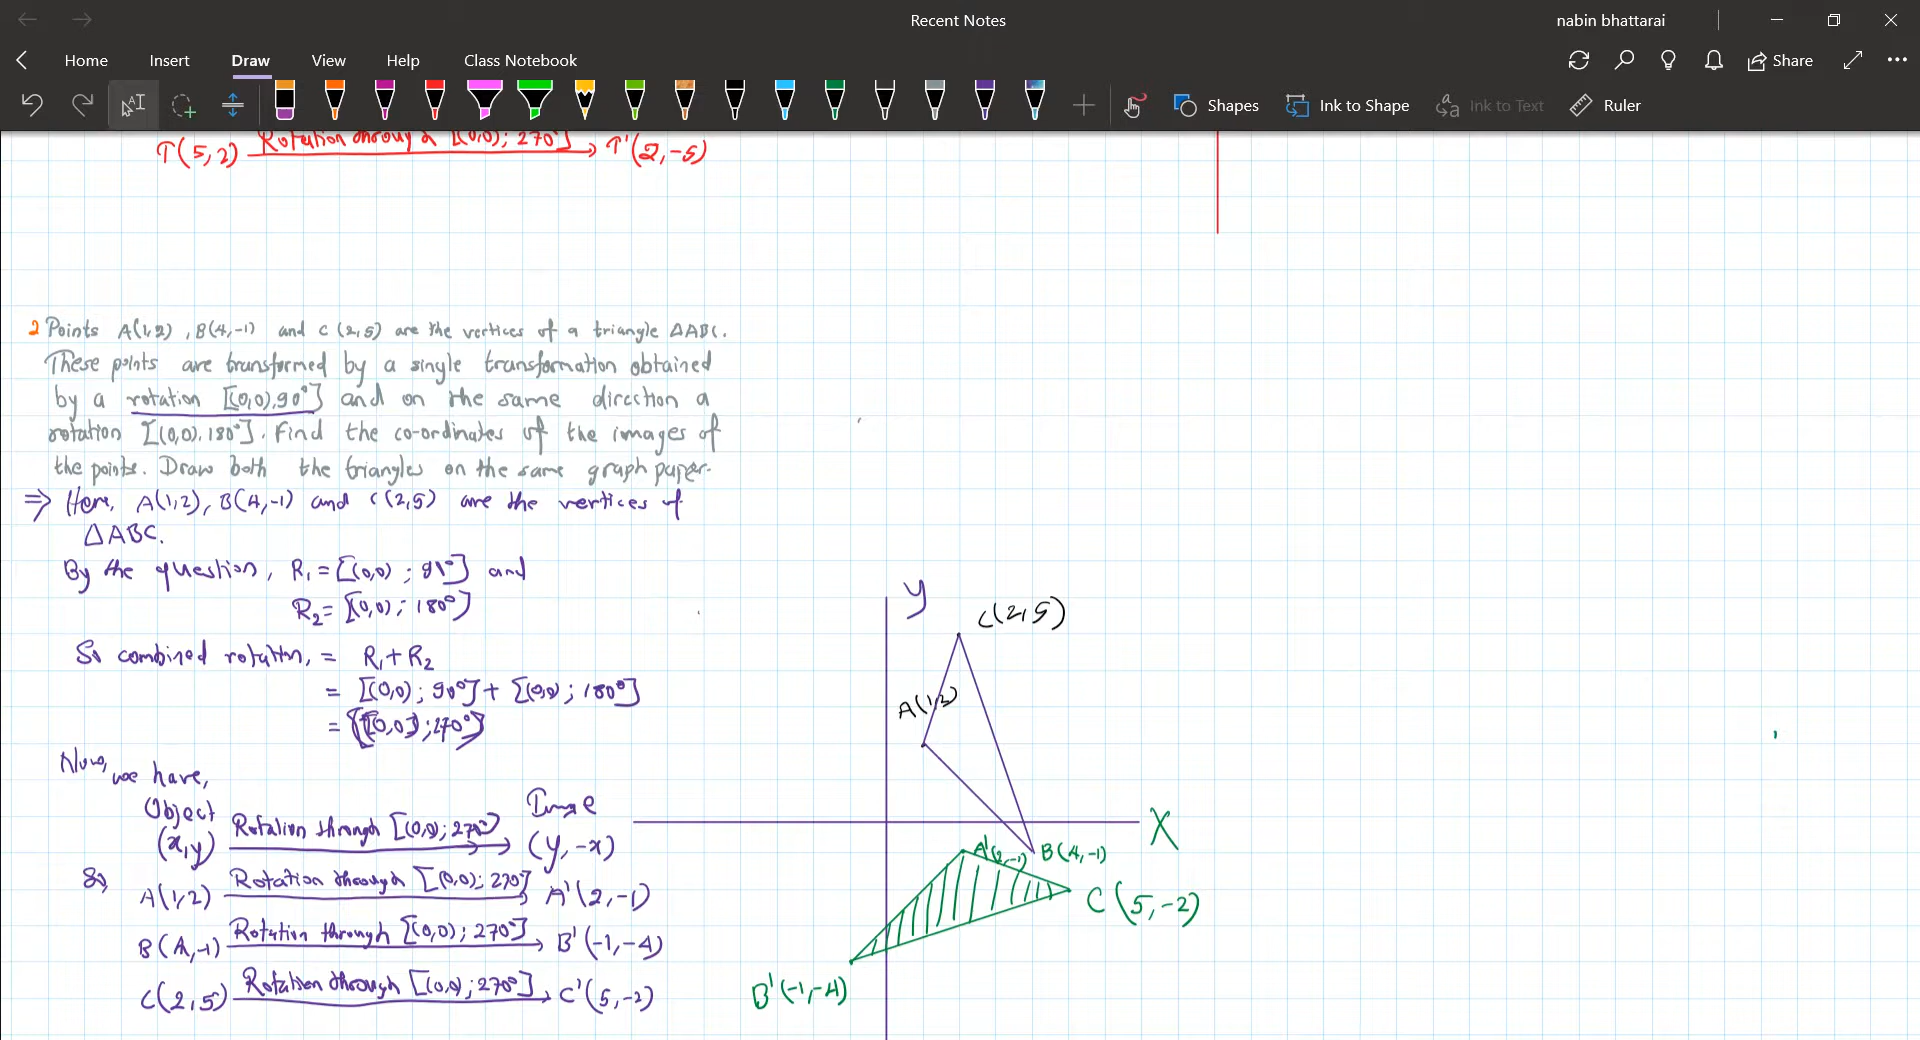 Recent Notes
nabin bhattarai
Home Insert Draw View Help Class Notebook
Share
Shapes Ink to Shape Ink to Text Ruler
T(5,2) Rotation through [(0,0); 270°] T'(2,-5)
2 Points A(1,2), B(4,-1) and C(2,5) are the vertices of a triangle ΔABC.
These points are transformed by a single transformation obtained
by a rotation [(0,0),90°] and on the same direction a
rotation [(0,0),180°]. Find the co-ordinates of the images of
the points. Draw both the triangles on the same graph paper.
⇒ Here, A(1,2), B(4,-1) and C(2,5) are the vertices of
ΔABC.
By the question, R₁ = [(0,0); 90°] and
R₂ = [(0,0); 180°]
So combined rotation, = R₁+R₂
= [(0,0); 90°] + [(0,0); 180°]
= [(0,0); 270°]
Now, we have,
Object Image
(x,y) Rotation through [(0,0); 270°] (y,-x)
So,
A(1,2) Rotation through [(0,0); 270°] A'(2,-1)
B(4,-1) Rotation through [(0,0); 270°] B'(-1,-4)
C(2,5) Rotation through [(0,0); 270°] C'(5,-2)
Y
C(2,5)
A(1,2)
X
A'(2,-1) B(4,-1)
C(5,-2)
B'(-1,-4)